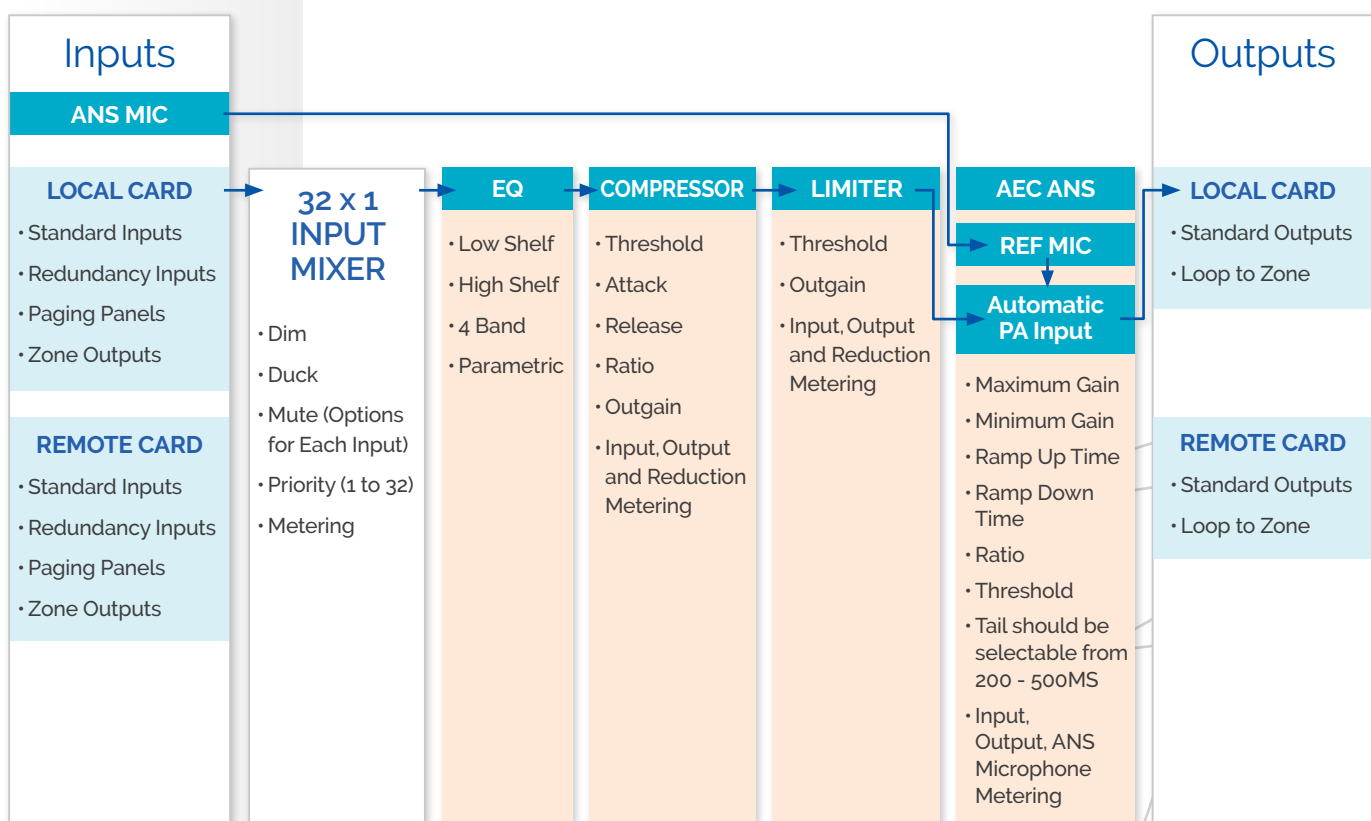 Inputs
ANS MIC
LOCAL CARD
• Standard Inputs
• Redundancy Inputs
• Paging Panels
• Zone Outputs
REMOTE CARD
• Standard Inputs
• Redundancy Inputs
• Paging Panels
• Zone Outputs
32 x 1
INPUT
MIXER
• Dim
• Duck
• Mute (Options
for Each Input)
• Priority (1 to 32)
• Metering
EQ
• Low Shelf
• High Shelf
• 4 Band
• Parametric
COMPRESSOR
• Threshold
• Attack
• Release
• Ratio
• Outgain
• Input, Output
and Reduction
Metering
LIMITER
• Threshold
• Outgain
• Input, Output
and Reduction
Metering
AEC ANS
REF MIC
Automatic
PA Input
• Maximum Gain
• Minimum Gain
• Ramp Up Time
• Ramp Down
Time
• Ratio
• Threshold
• Tail should be
selectable from
200 - 500MS
• Input,
Output, ANS
Microphone
Metering
Outputs
LOCAL CARD
• Standard Outputs
• Loop to Zone
REMOTE CARD
• Standard Outputs
• Loop to Zone